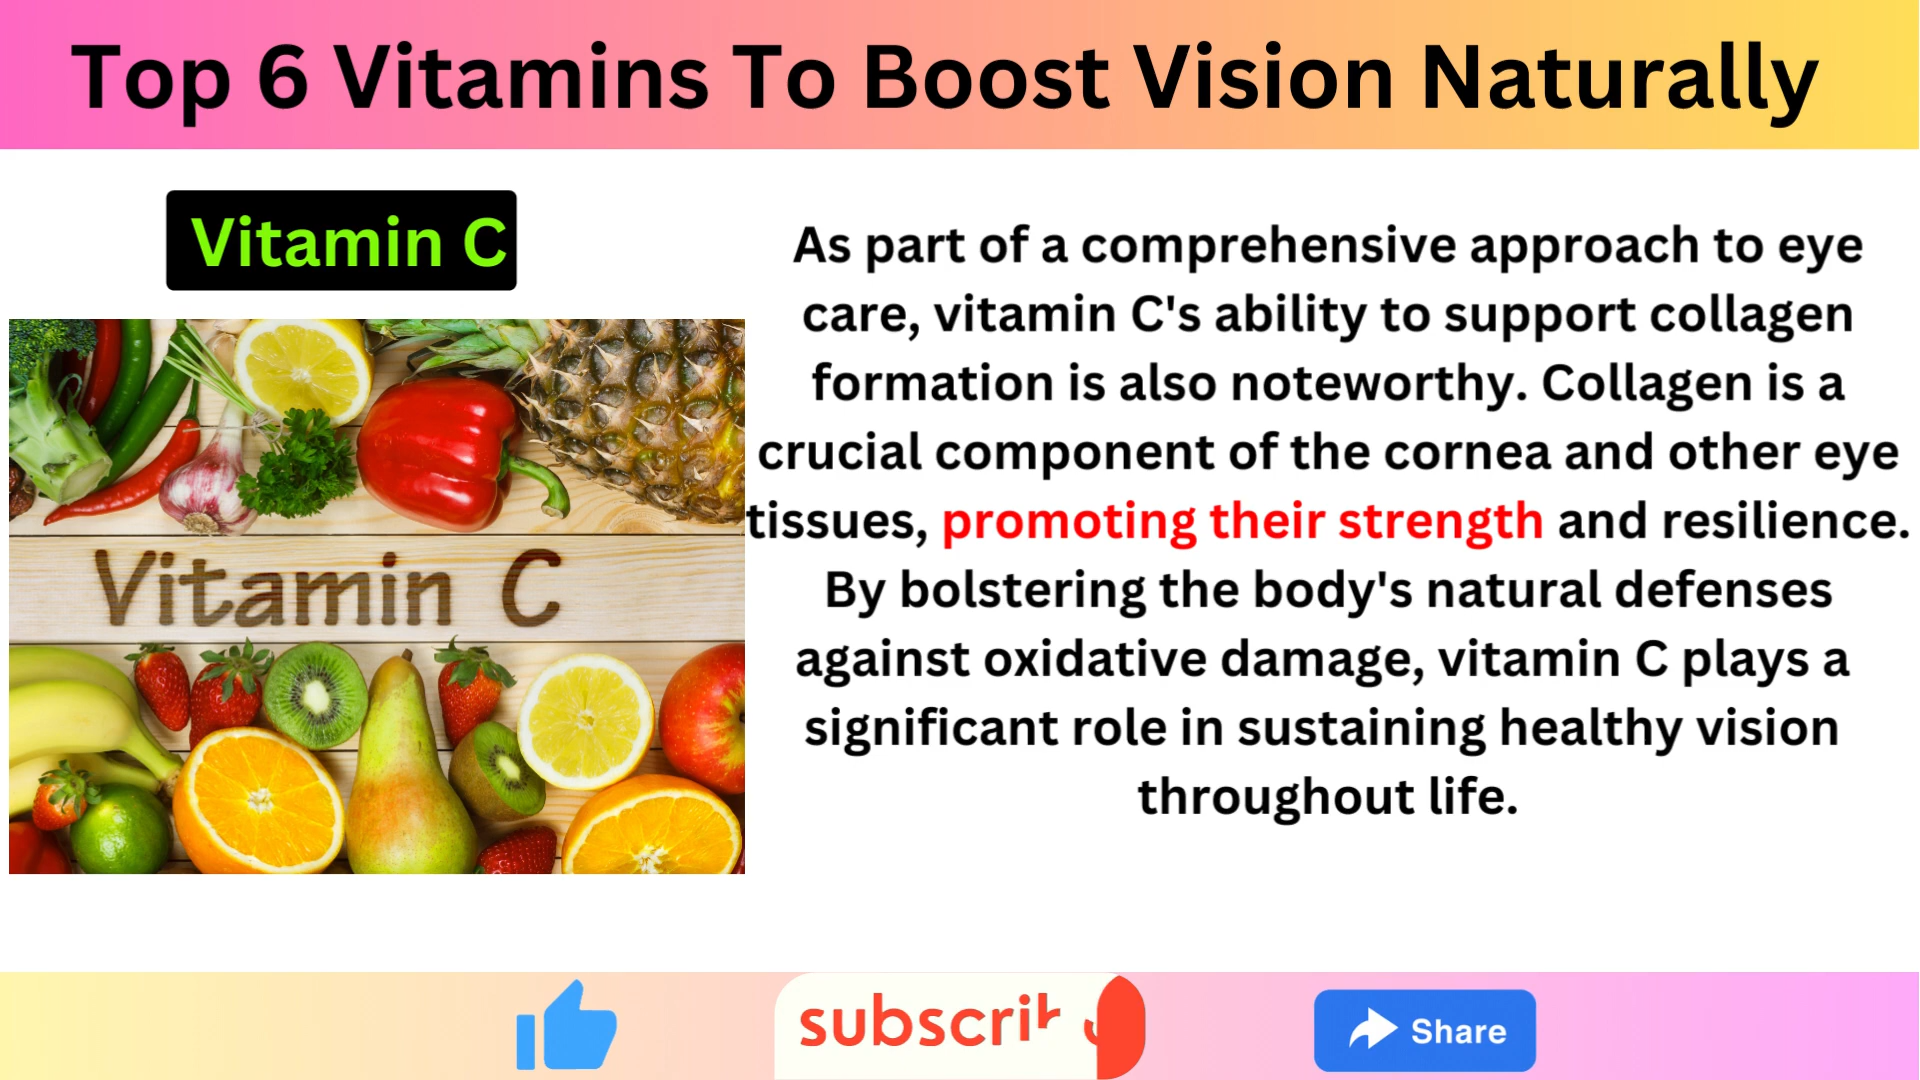 Top 6 Vitamins To Boost Vision Naturally
Vitamin C
As part of a comprehensive approach to eye
care, vitamin C's ability to support collagen
formation is also noteworthy. Collagen is a
crucial component of the cornea and other eye
tissues, promoting their strength and resilience.
By bolstering the body's natural defenses
against oxidative damage, vitamin C plays a
significant role in sustaining healthy vision
throughout life.
Vitamin C
Share